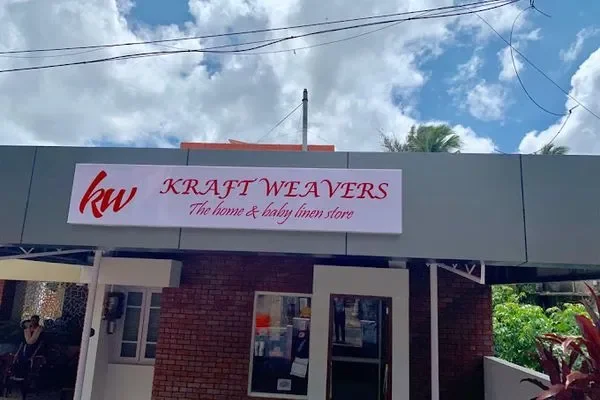 kw
KRAFT WEAVERS
The home & baby linen store